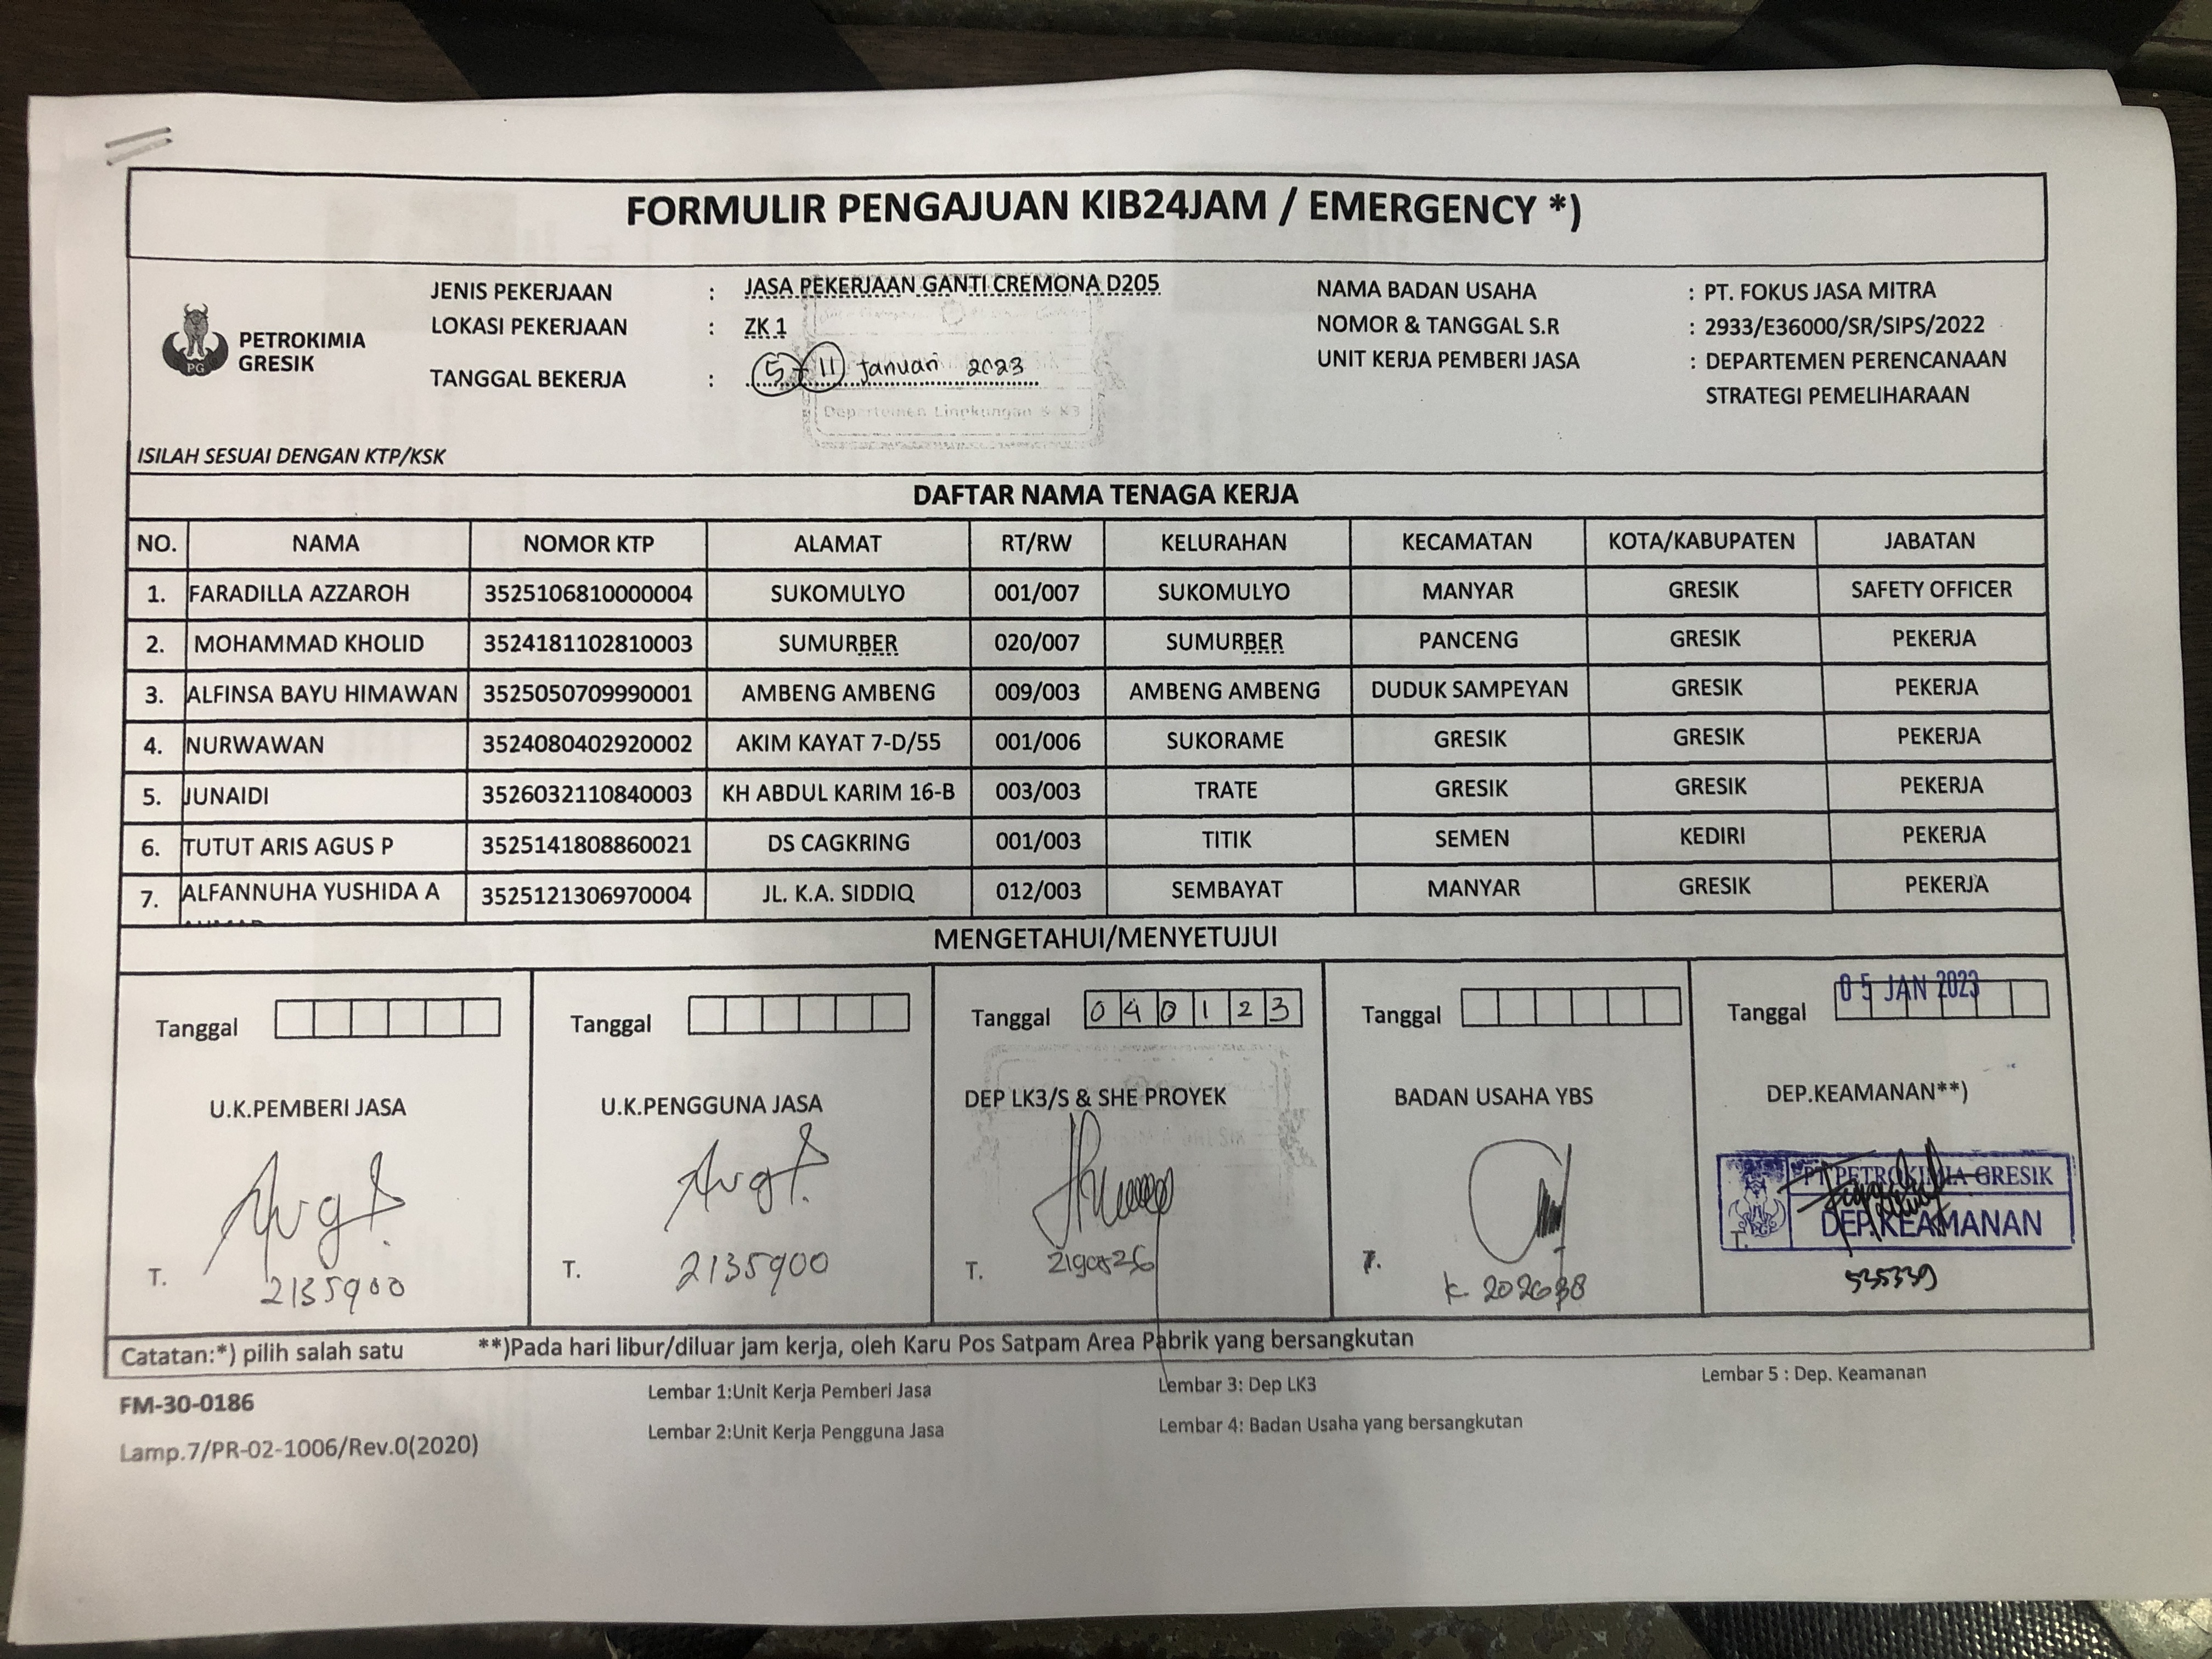 FORMULIR PENGAJUAN KIB24JAM / EMERGENCY *)
PETROKIMIA
GRESIK
PG
JENIS PEKERJAAN : JASA PEKERJAAN GANTI CREMONA D205
LOKASI PEKERJAAN : ZK 1
TANGGAL BEKERJA : 5 11 Januari 2023
NAMA BADAN USAHA : PT. FOKUS JASA MITRA
NOMOR & TANGGAL S.R : 2933/E36000/SR/SIPS/2022
UNIT KERJA PEMBERI JASA : DEPARTEMEN PERENCANAAN
STRATEGI PEMELIHARAAN
Departemen Lingkungan & K3
ISILAH SESUAI DENGAN KTP/KSK
DAFTAR NAMA TENAGA KERJA
NO. NAMA NOMOR KTP ALAMAT RT/RW KELURAHAN KECAMATAN KOTA/KABUPATEN JABATAN
1. FARADILLA AZZAROH 3525106810000004 SUKOMULYO 001/007 SUKOMULYO MANYAR GRESIK SAFETY OFFICER
2. MOHAMMAD KHOLID 3524181102810003 SUMURBER 020/007 SUMURBER PANCENG GRESIK PEKERJA
3. ALFINSA BAYU HIMAWAN 3525050709990001 AMBENG AMBENG 009/003 AMBENG AMBENG DUDUK SAMPEYAN GRESIK PEKERJA
4. NURWAWAN 3524080402920002 AKIM KAYAT 7-D/55 001/006 SUKORAME GRESIK GRESIK PEKERJA
5. JUNAIDI 3526032110840003 KH ABDUL KARIM 16-B 003/003 TRATE GRESIK GRESIK PEKERJA
6. TUTUT ARIS AGUS P 3525141808860021 DS CAGKRING 001/003 TITIK SEMEN KEDIRI PEKERJA
7. ALFANNUHA YUSHIDA A 3525121306970004 JL. K.A. SIDDIQ 012/003 SEMBAYAT MANYAR GRESIK PEKERJA
MENGETAHUI/MENYETUJUI
Tanggal Tanggal Tanggal 040123 Tanggal Tanggal 05 JAN 2023
U.K.PEMBERI JASA U.K.PENGGUNA JASA DEP LK3/S & SHE PROYEK BADAN USAHA YBS DEP.KEAMANAN**)
PT PETROKIMIA GRESIK
DEP.KEAMANAN
T. 2135900 T. 2135900 T. T. T.
Catatan:*) pilih salah satu **)Pada hari libur/diluar jam kerja, oleh Karu Pos Satpam Area Pabrik yang bersangkutan
FM-30-0186 Lembar 1:Unit Kerja Pemberi Jasa Lembar 3: Dep LK3 Lembar 5 : Dep. Keamanan
Lamp.7/PR-02-1006/Rev.0(2020) Lembar 2:Unit Kerja Pengguna Jasa Lembar 4: Badan Usaha yang bersangkutan